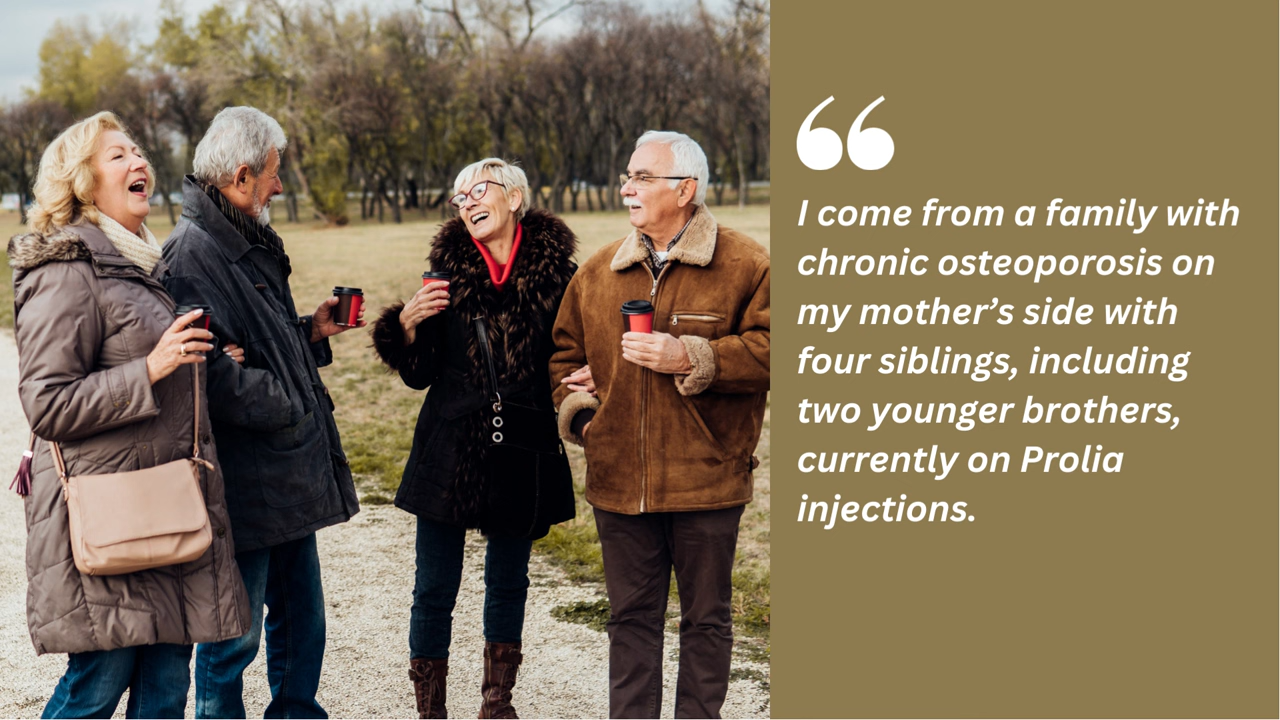 “
I come from a family with
chronic osteoporosis on
my mother’s side with
four siblings, including
two younger brothers,
currently on Prolia
injections.